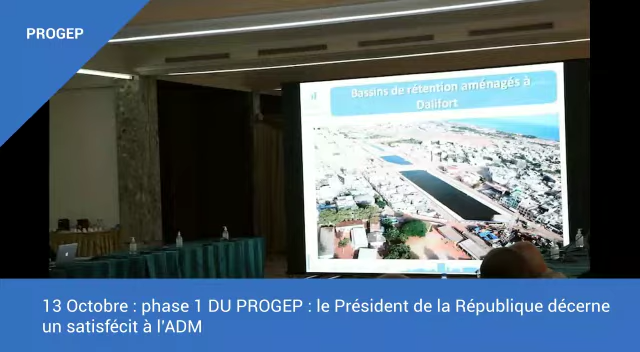 PROGEP
Bassins de rétention aménagés à
Dalifort
13 Octobre : phase 1 DU PROGEP : le Président de la République décerne
un satisfécit à l'ADM